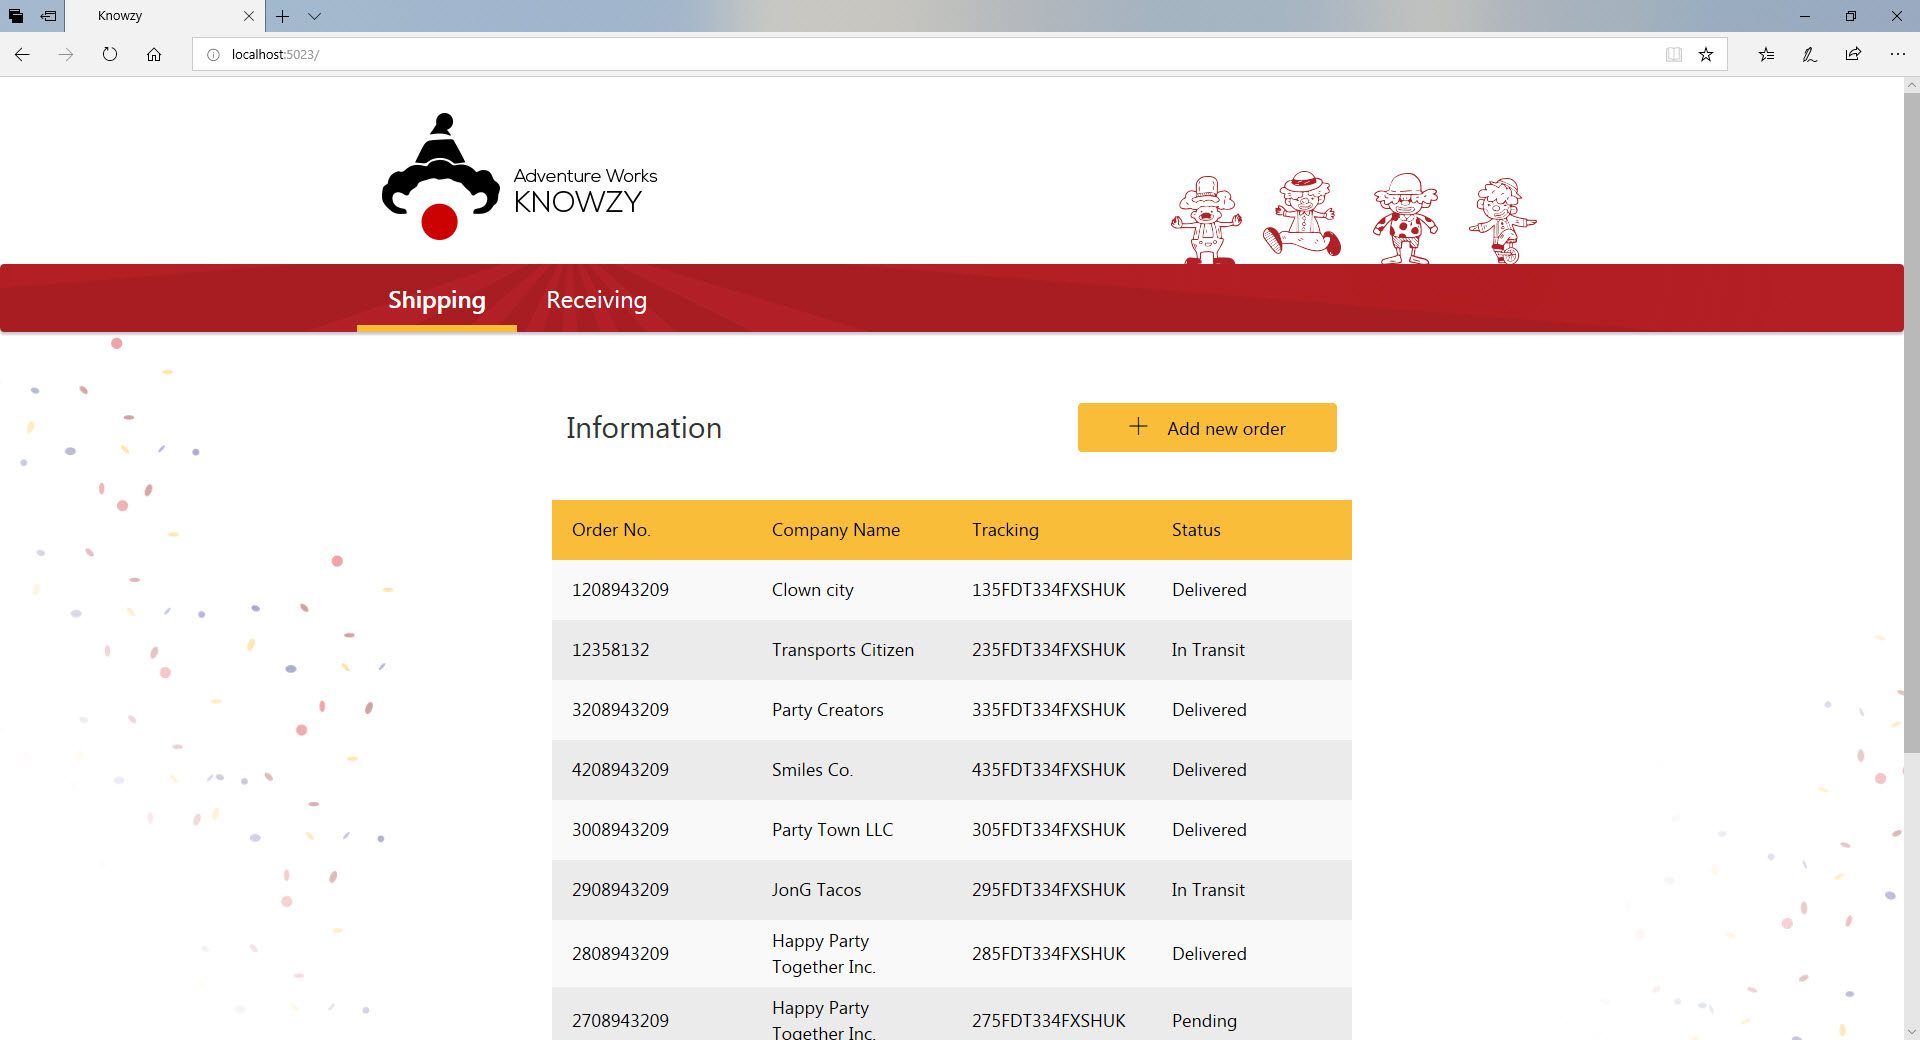 Knowzy
localhost:5023/
Adventure Works
KNOWZY
Shipping Receiving
Information
Add new order
Order No. Company Name Tracking Status
1208943209 Clown city 135FDT334FXSHUK Delivered
12358132 Transports Citizen 235FDT334FXSHUK In Transit
3208943209 Party Creators 335FDT334FXSHUK Delivered
4208943209 Smiles Co. 435FDT334FXSHUK Delivered
3008943209 Party Town LLC 305FDT334FXSHUK Delivered
2908943209 JonG Tacos 295FDT334FXSHUK In Transit
2808943209 Happy Party
Together Inc. 285FDT334FXSHUK Delivered
2708943209 Happy Party
Together Inc. 275FDT334FXSHUK Pending